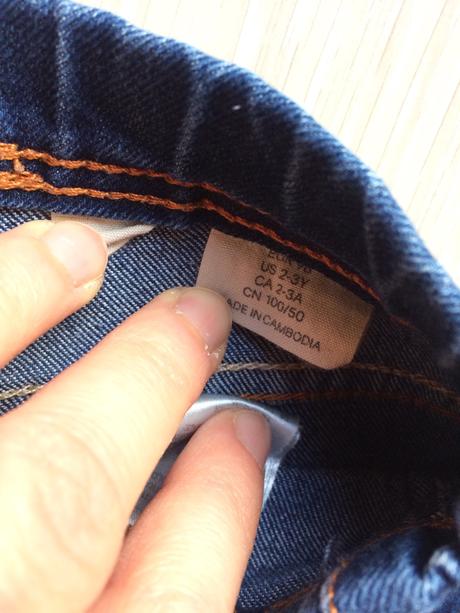 US 2-3Y
CA 2-3A
CN 100/50
MADE IN CAMBODIA